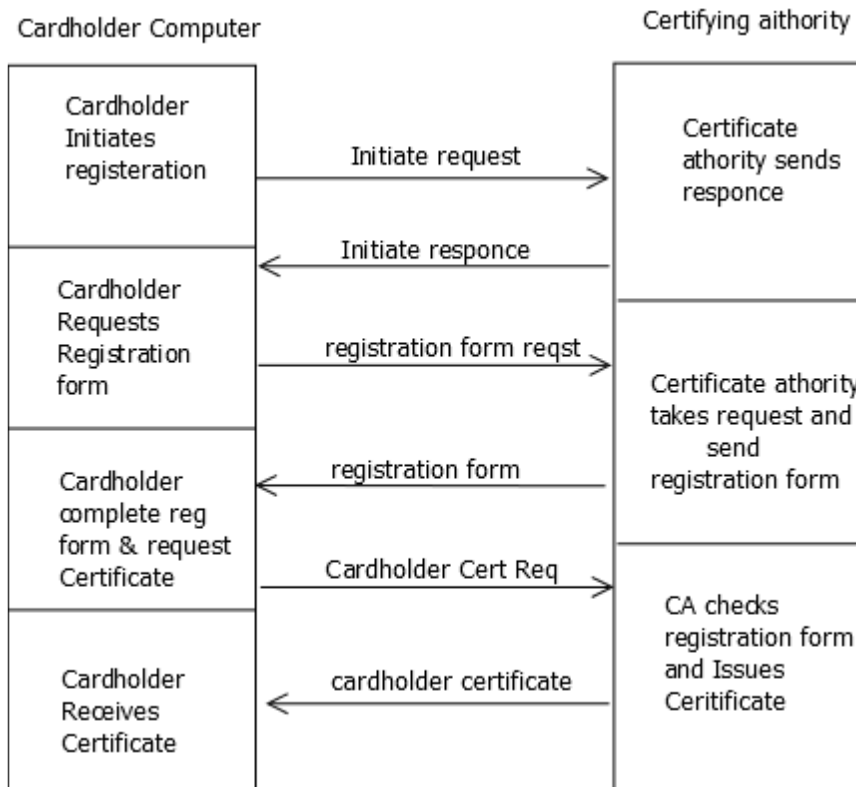 Cardholder Computer
Certifying aithority
Cardholder
Initiates
registeration
Initiate request
Certificate
athority sends
responce
Initiate responce
Cardholder
Requests
Registration
form
registration form reqst
Certificate athority
takes request and
send
registration form
registration form
Cardholder
complete reg
form & request
Certificate
Cardholder Cert Req
CA checks
registration form
and Issues
Ceritificate
cardholder certificate
Cardholder
Receives
Certificate